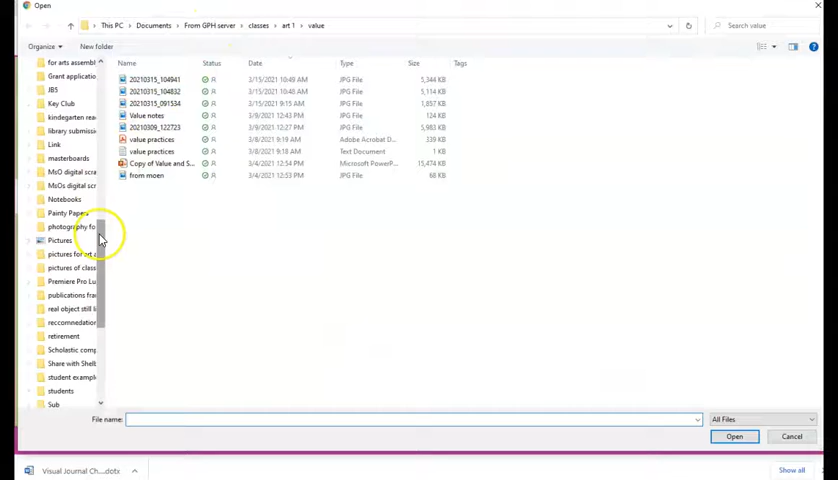 Open
This PC > Documents > From GPH server > classes > art 1 > value
Search value
Organize
New folder
Name Status Date Type Size Tags
20210315_104941 3/15/2021 10:49 AM JPG File 5,344 KB
20210315_104832 3/15/2021 10:48 AM JPG File 5,114 KB
20210315_091534 3/15/2021 9:15 AM JPG File 1,857 KB
Value notes 3/9/2021 12:43 PM JPG File 124 KB
20210309_122723 3/9/2021 12:27 PM JPG File 5,983 KB
value practices 3/8/2021 9:19 AM Adobe Acrobat D... 339 KB
value practices 3/8/2021 9:18 AM Text Document 1 KB
Copy of Value and S... 3/4/2021 12:54 PM Microsoft PowerP... 15,474 KB
from moen 3/4/2021 12:53 PM JPG File 68 KB
for arts assembl
Grant applicatio
JBS
Key Club
kindegarten rea
library submissi
Link
masterboards
MsO digital scra
MsOs digital scr
Notebooks
Painty Papers
photography fo
Pictures
pictures for art a
pictures of class
Premiere Pro Lu
publications fra
real object still li
reccomnedation
retirement
Scholastic comp
Share with Shell
student example
students
Sub
File name:
All Files
Open
Cancel
Visual Journal Ch....dotx
Show all